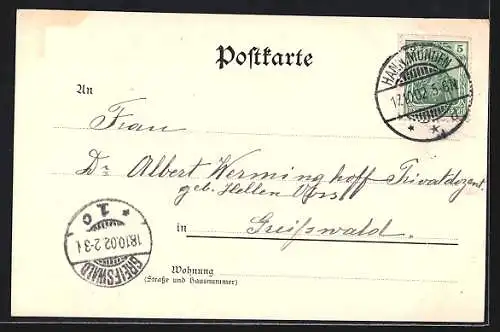 Postkarte
5
HANN. MÜNDEN
17.10.02 5-6N
* * a
An
Frau
Dr. Albert Werminghoff Privatdozent
geb. Hellen
in Greifswald.
* 1. c
18.10.02 2-3
GREIFSWALD
Wohnung
(Straße und Hausnummer)